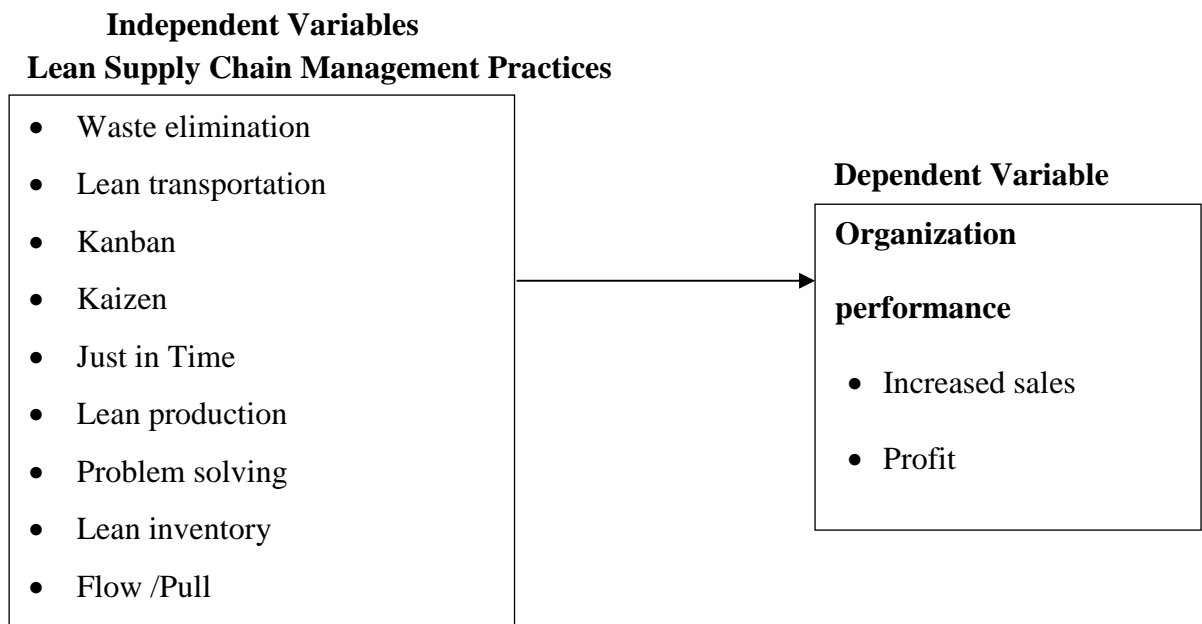 Independent Variables
Lean Supply Chain Management Practices
• Waste elimination
• Lean transportation
• Kanban
• Kaizen
• Just in Time
• Lean production
• Problem solving
• Lean inventory
• Flow /Pull
Dependent Variable
Organization
performance
• Increased sales
• Profit